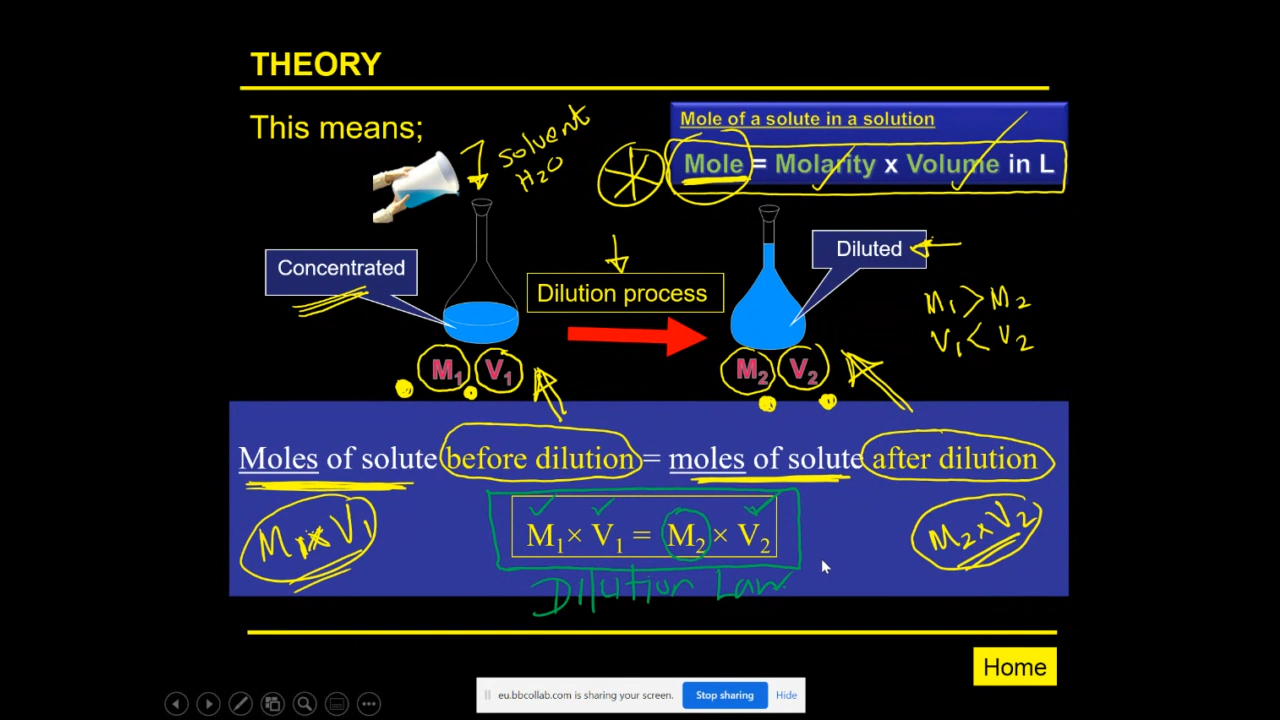 THEORY
This means;
Solvent
H₂O
Mole of a solute in a solution
Mole = Molarity x Volume in L
Concentrated
Dilution process
Diluted
M₁ > M₂
V₁ < V₂
M₁ V₁
M₂ V₂
Moles of solute before dilution = moles of solute after dilution
M₁ × V₁
M₁ × V₁ = M₂ × V₂
M₂ × V₂
Dilution Law
Home
eu.bbcollab.com is sharing your screen.
Stop sharing
Hide